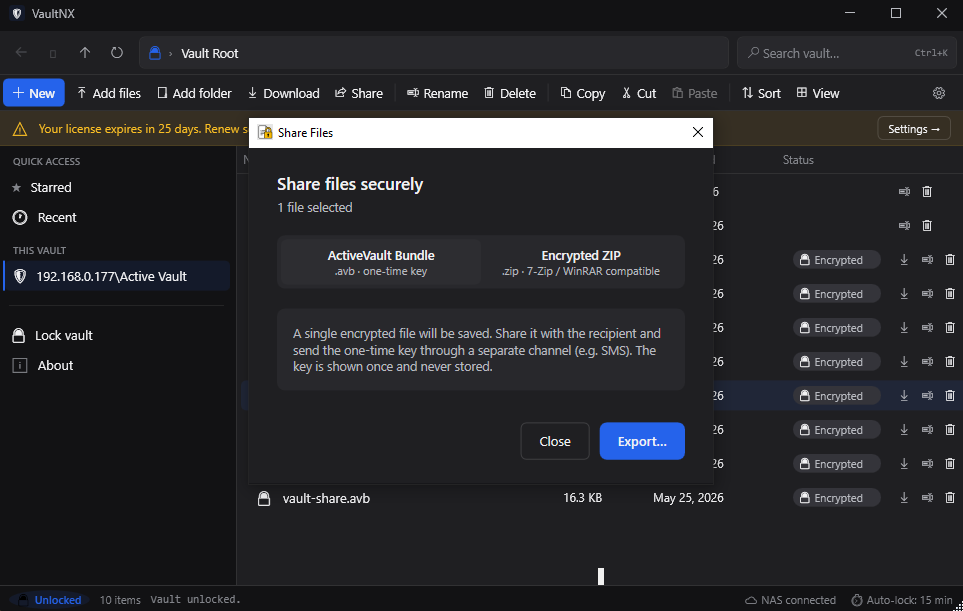 VaultNX
Vault Root
Search vault...
Ctrl+K
New
Add files
Add folder
Download
Share
Rename
Delete
Copy
Cut
Paste
Sort
View
Your license expires in 25 days. Renew s
Settings →
Share Files
QUICK ACCESS
Starred
Recent
THIS VAULT
192.168.0.177\Active Vault
Lock vault
About
Status
Share files securely
1 file selected
ActiveVault Bundle
.avb · one-time key
Encrypted ZIP
.zip · 7-Zip / WinRAR compatible
A single encrypted file will be saved. Share it with the recipient and
send the one-time key through a separate channel (e.g. SMS). The
key is shown once and never stored.
Close
Export...
6
26
26 Encrypted
26 Encrypted
26 Encrypted
26 Encrypted
26 Encrypted
26 Encrypted
26 Encrypted
vault-share.avb 16.3 KB May 25, 2026 Encrypted
Unlocked
10 items
Vault unlocked.
NAS connected
Auto-lock: 15 min